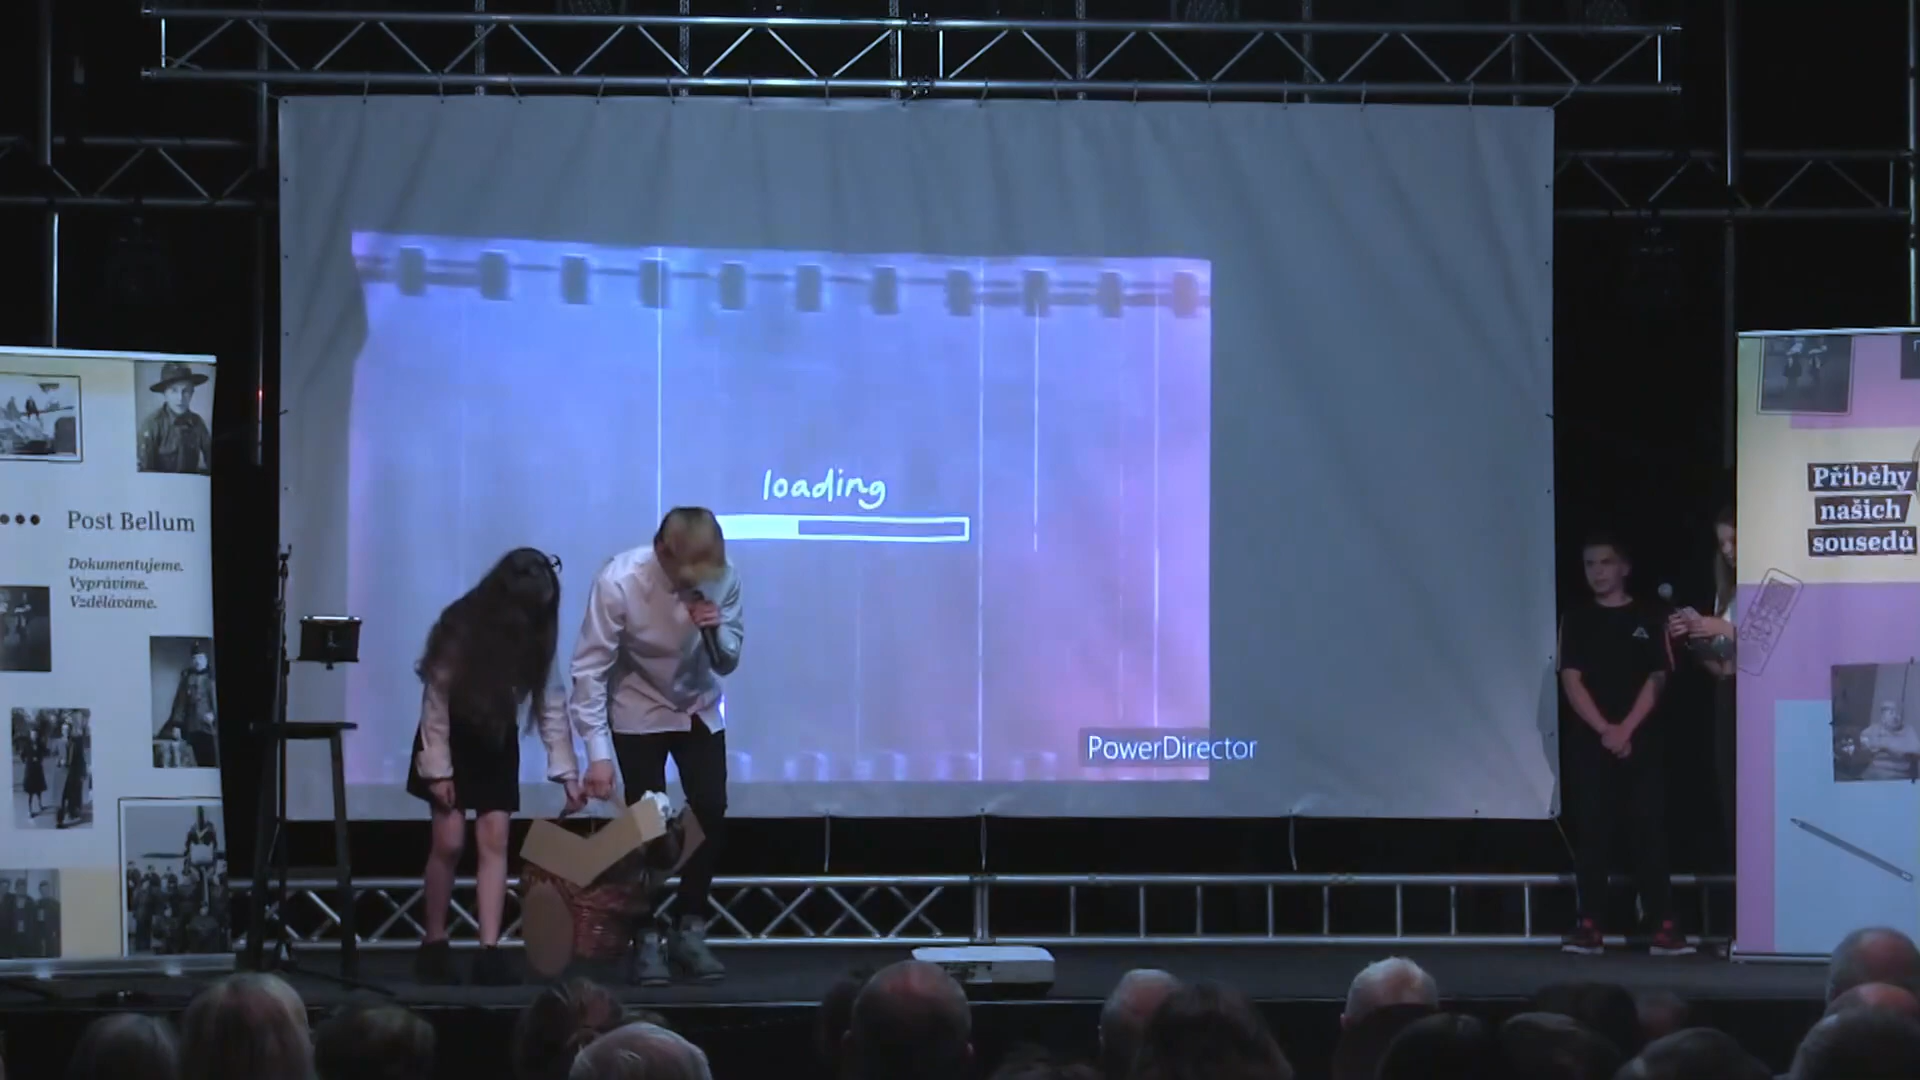 Post Bellum
Dokumentujeme.
Vyprávíme.
Vzděláváme.
loading
PowerDirector
Příběhy
našich
sousedů